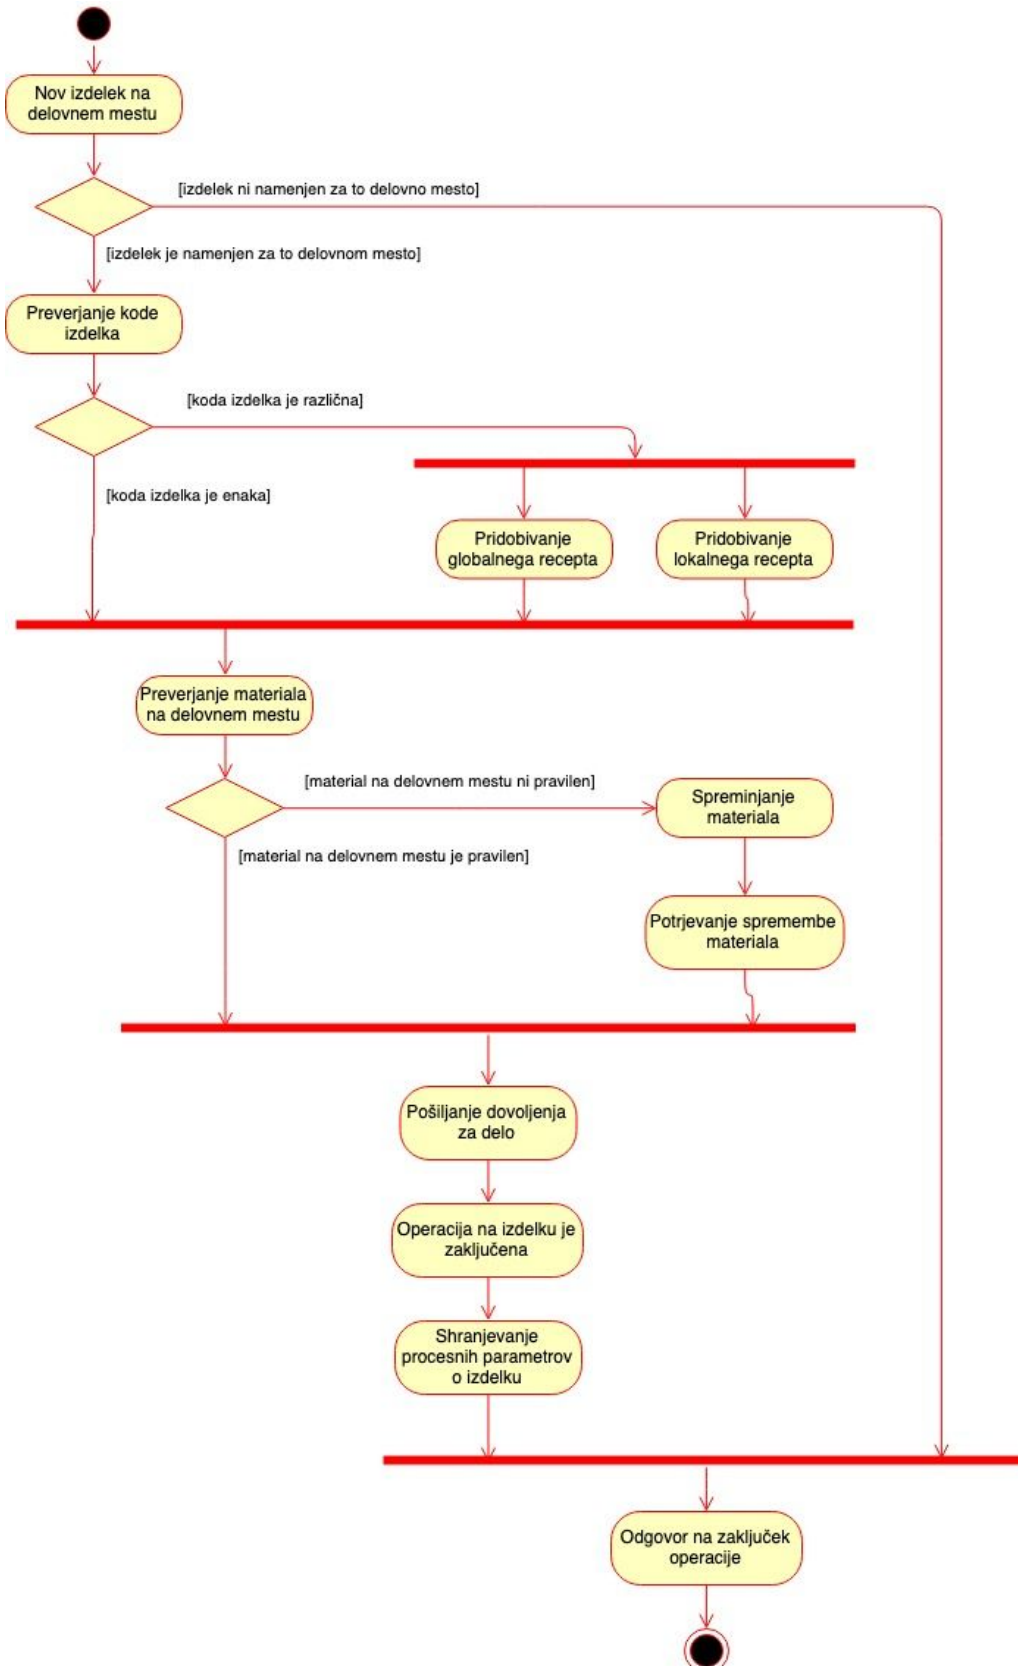 Nov izdelek na
delovnem mestu
[izdelek ni namenjen za to delovno mesto]
[izdelek je namenjen za to delovnom mesto]
Preverjanje kode
izdelka
[koda izdelka je različna]
[koda izdelka je enaka]
Pridobivanje
globalnega recepta
Pridobivanje
lokalnega recepta
Preverjanje materiala
na delovnem mestu
[material na delovnem mestu ni pravilen]
Spreminjanje
materiala
[material na delovnem mestu je pravilen]
Potrjevanje spremembe
materiala
Pošiljanje dovoljenja
za delo
Operacija na izdelku je
zaključena
Shranjevanje
procesnih parametrov
o izdelku
Odgovor na zaključek
operacije